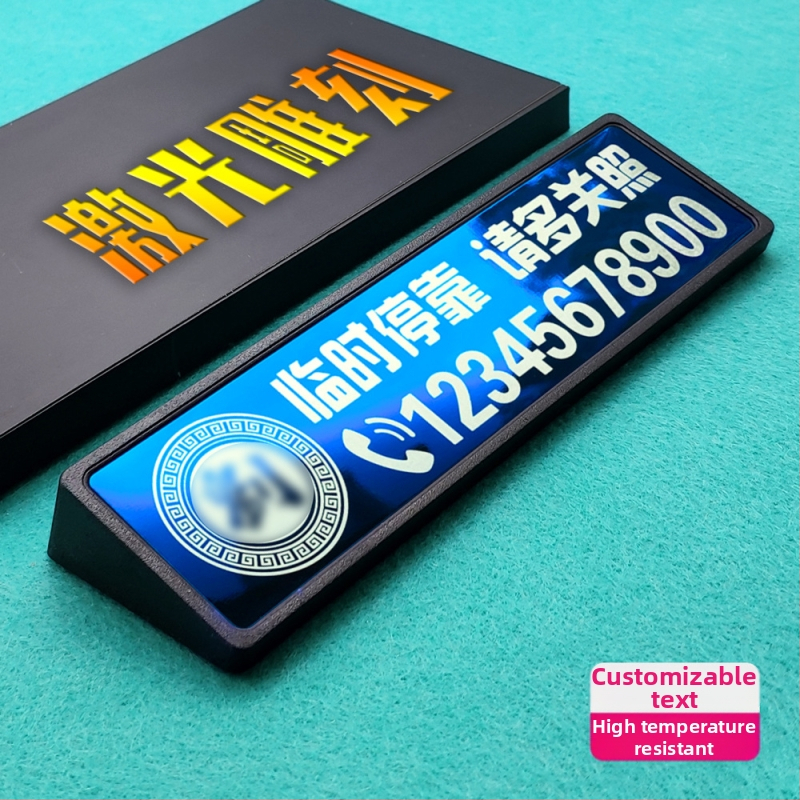 激光雕刻
临时停靠 请多关照
12345678900
Customizable
text
High temperature
resistant